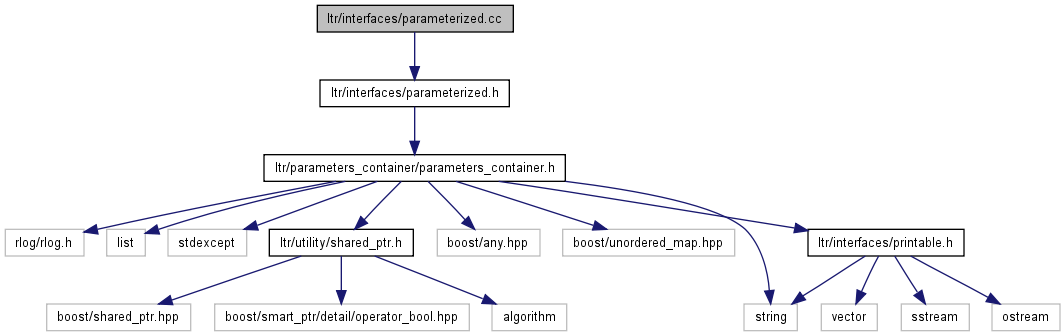 ltr/interfaces/parameterized.cc
ltr/interfaces/parameterized.h
ltr/parameters_container/parameters_container.h
rlog/rlog.h
list
stdexcept
ltr/utility/shared_ptr.h
boost/any.hpp
boost/unordered_map.hpp
ltr/interfaces/printable.h
boost/shared_ptr.hpp
boost/smart_ptr/detail/operator_bool.hpp
algorithm
string
vector
sstream
ostream